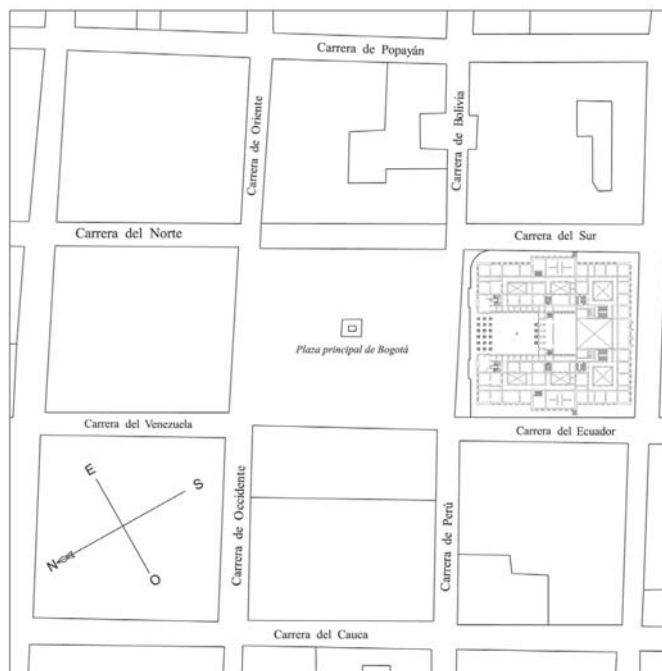 Carrera de Popayán
Carrera de Oriente
Carrera de Bolivia
Carrera del Norte
Carrera del Sur
Plaza principal de Bogotá
Carrera del Venezuela
Carrera del Ecuador
E
S
N
O
Carrera de Occidente
Carrera de Perú
Carrera del Cauca